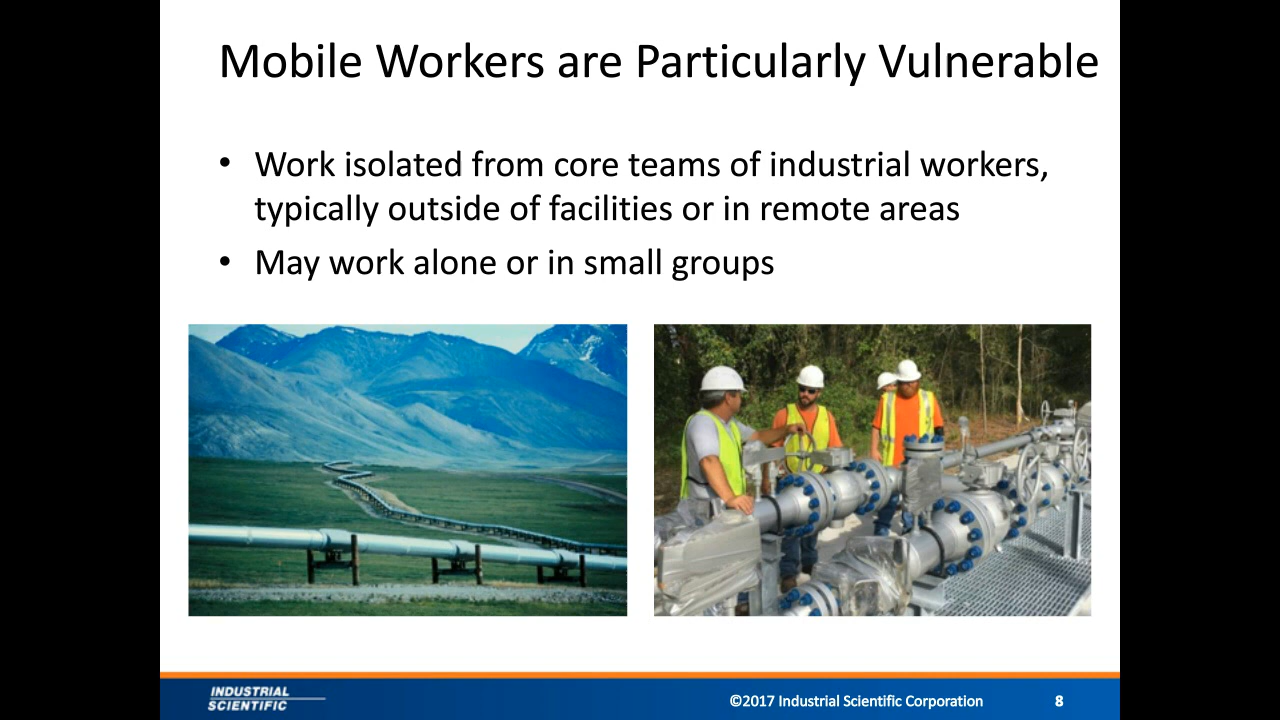 Mobile Workers are Particularly Vulnerable
• Work isolated from core teams of industrial workers,
typically outside of facilities or in remote areas
• May work alone or in small groups
INDUSTRIAL
SCIENTIFIC
©2017 Industrial Scientific Corporation 8